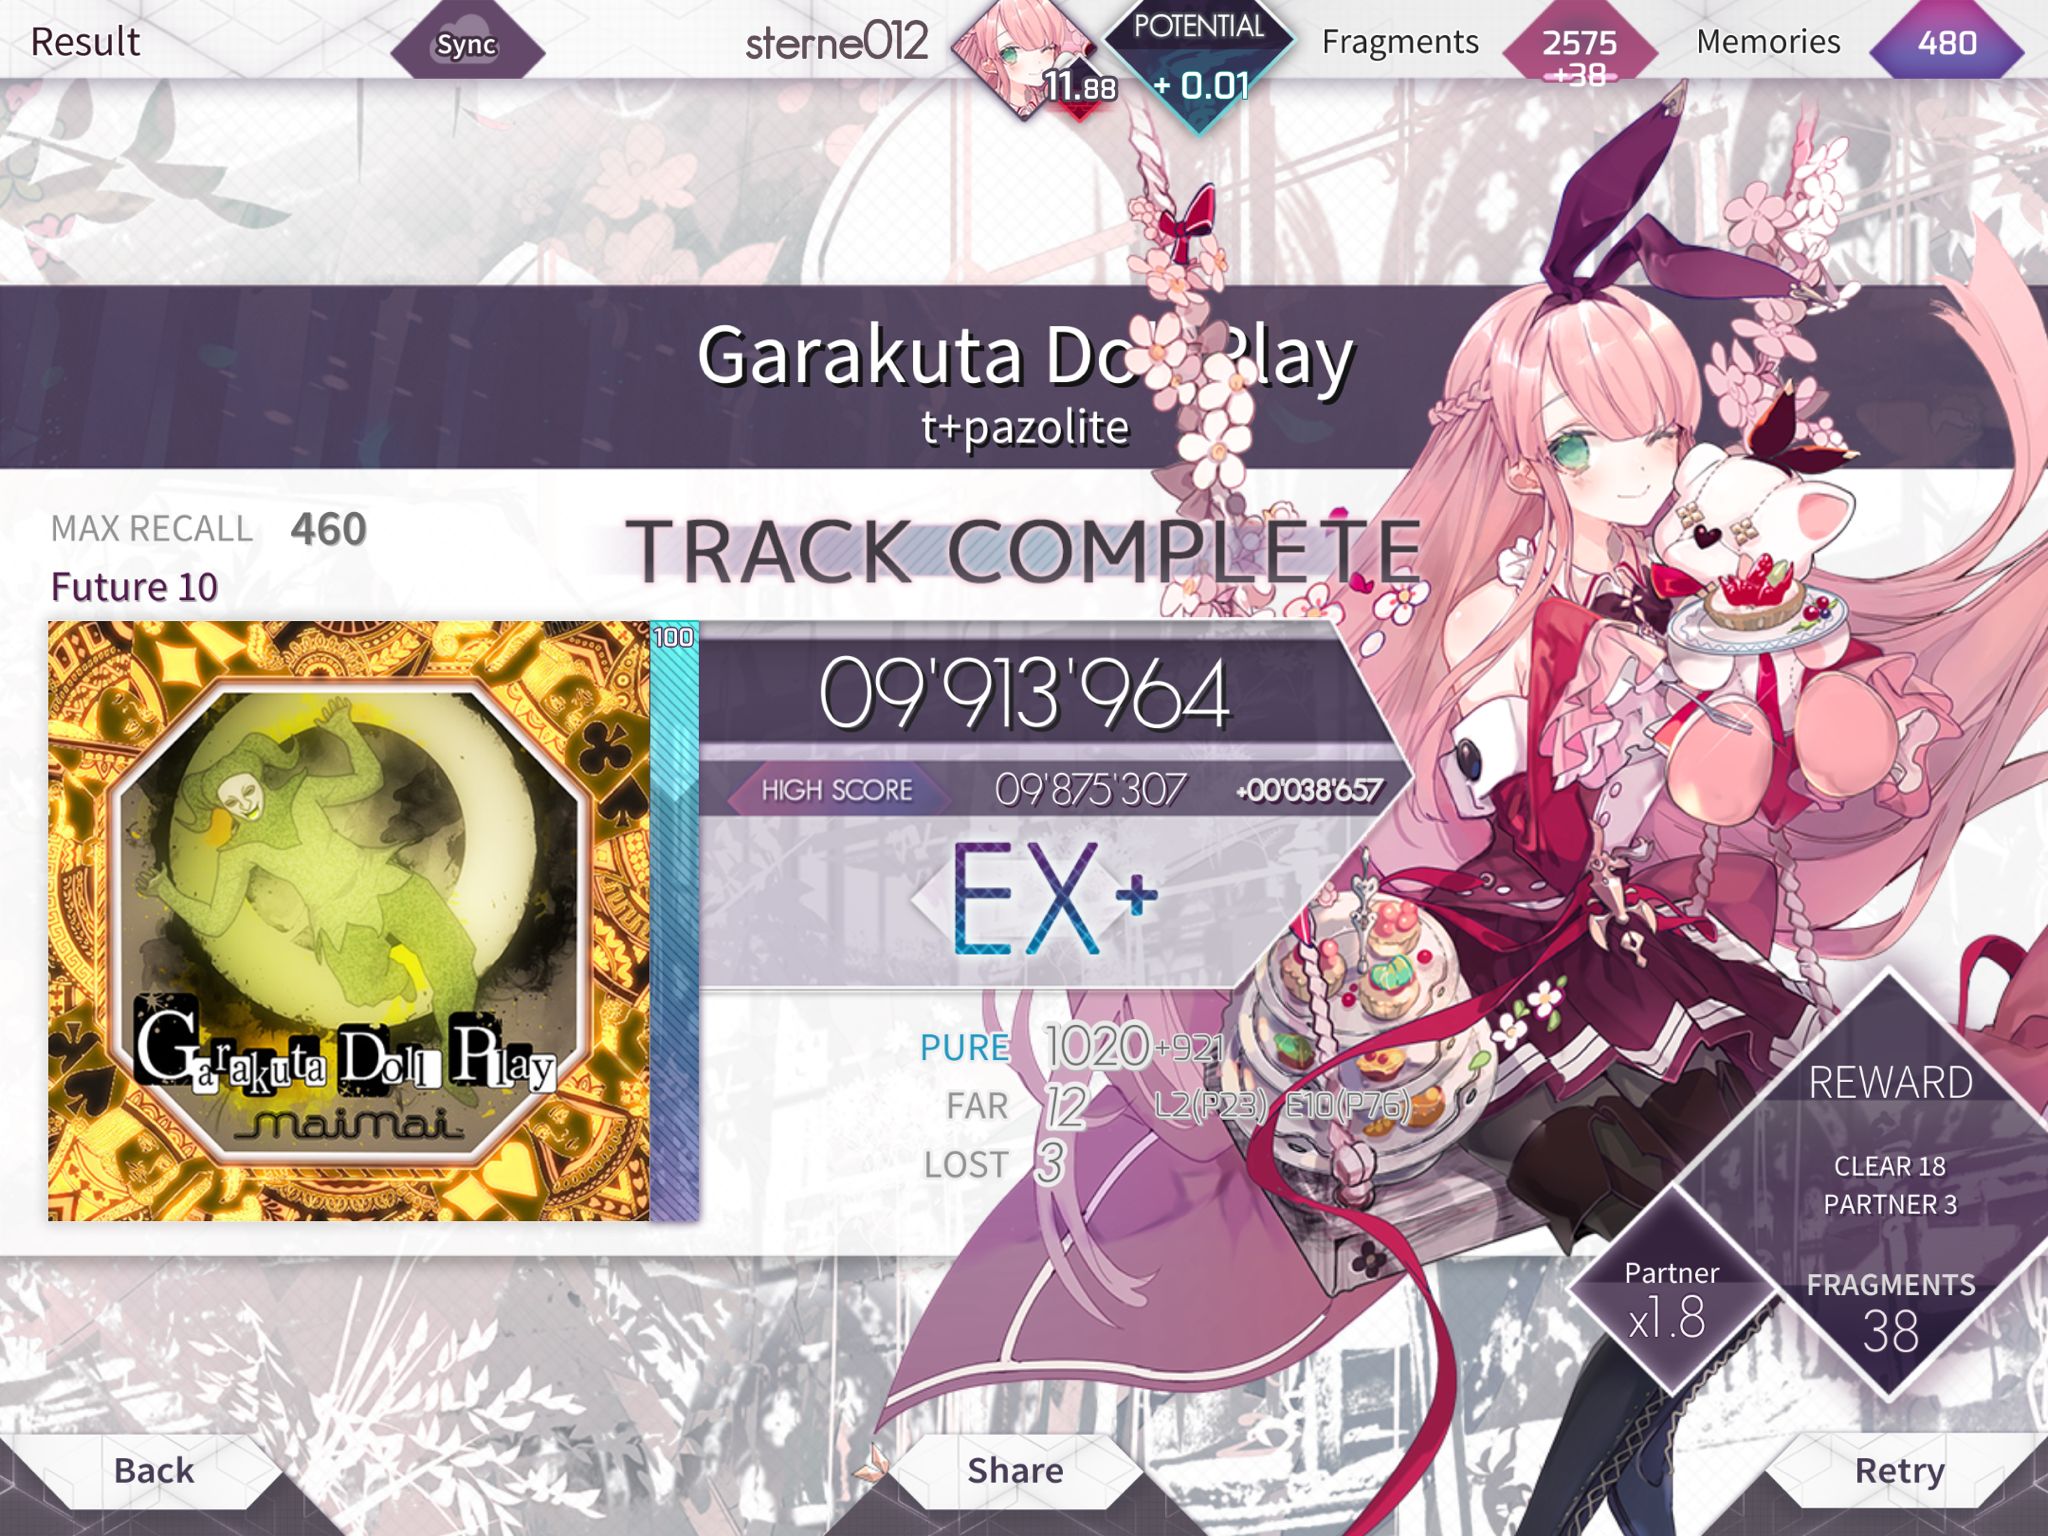 Result
Sync
sterne012
11.88
POTENTIAL
+ 0.01
Fragments
2575
+38
Memories
480
Garakuta Do Play
t+pazolite
MAX RECALL 460
TRACK COMPLETE
Future 10
100
09'913'964
HIGH SCORE 09'875'307 +00'038'657
EX+
Garakuta Doll Play
maimai
PURE 1020+921
FAR 12 L2(P23) E10(P76)
LOST 3
REWARD
CLEAR 18
PARTNER 3
Partner
x1.8
FRAGMENTS
38
Back
Share
Retry